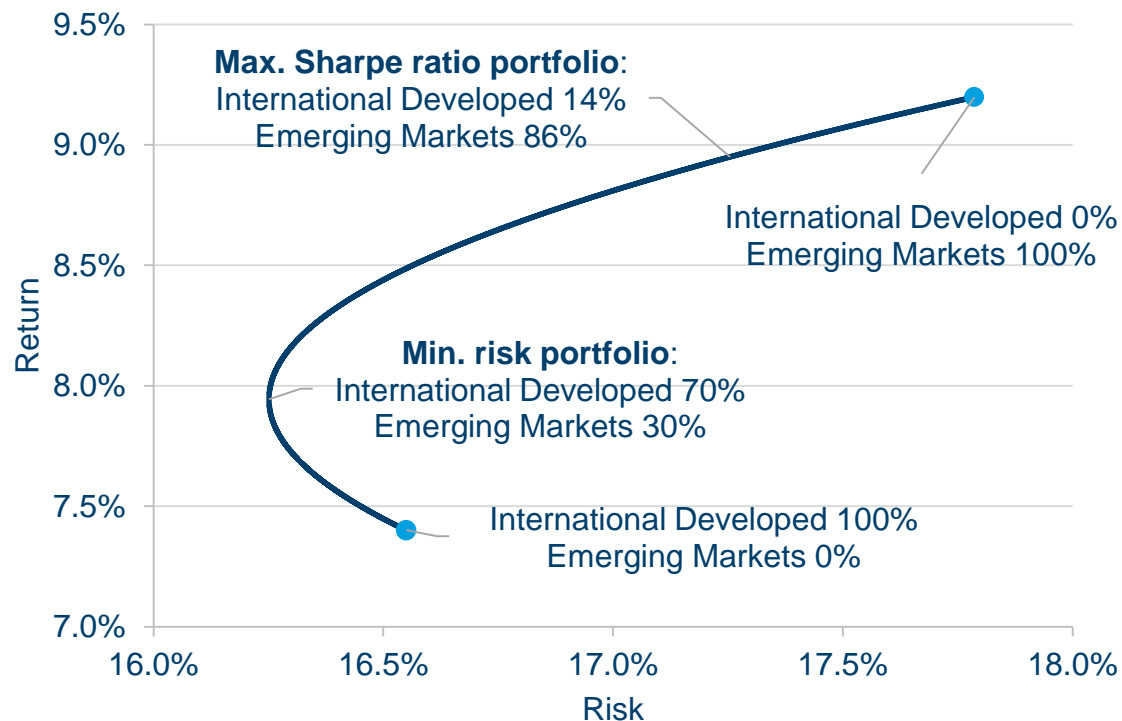 9.5%
Max. Sharpe ratio portfolio:
International Developed 14%
Emerging Markets 86%
9.0%
International Developed 0%
Emerging Markets 100%
8.5%
Return
Min. risk portfolio:
8.0%
International Developed 70%
Emerging Markets 30%
7.5%
International Developed 100%
Emerging Markets 0%
7.0%
16.0%
16.5%
17.0%
17.5%
18.0%
Risk